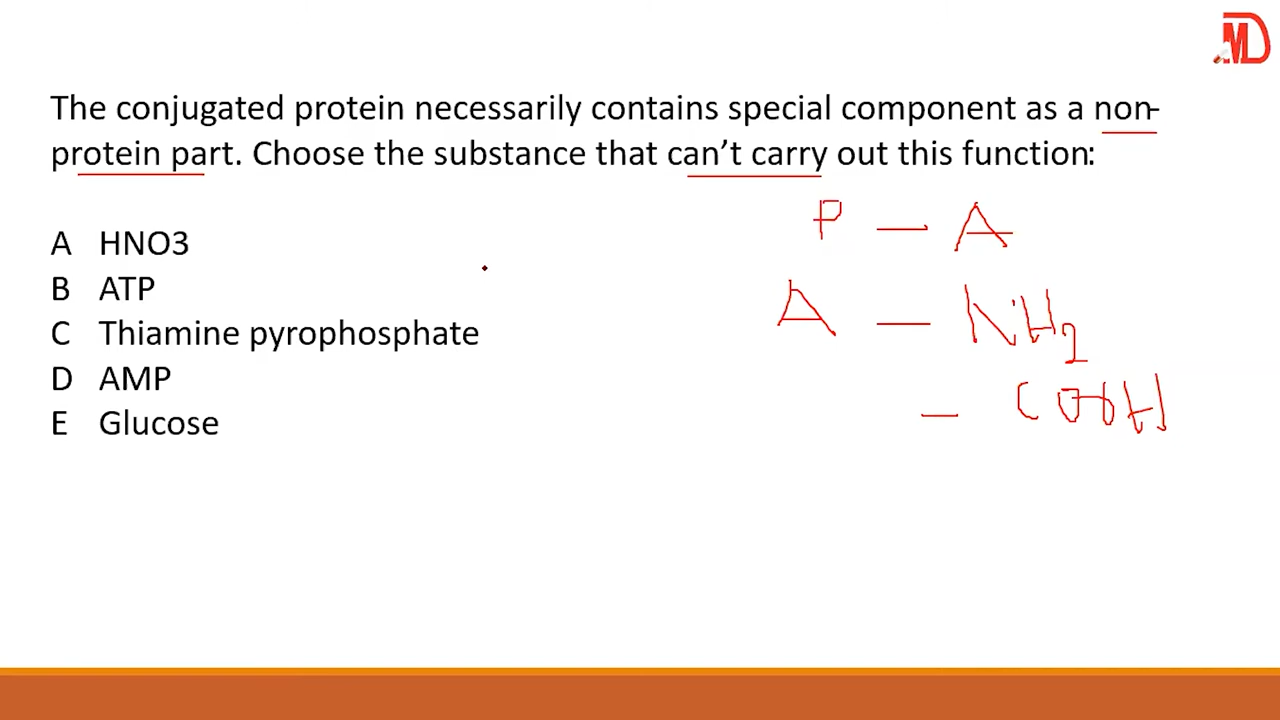 MD
The conjugated protein necessarily contains special component as a non-
protein part. Choose the substance that can’t carry out this function:
P — A
A HNO3
B ATP
A — NH2
C Thiamine pyrophosphate
D AMP
— COOH
E Glucose